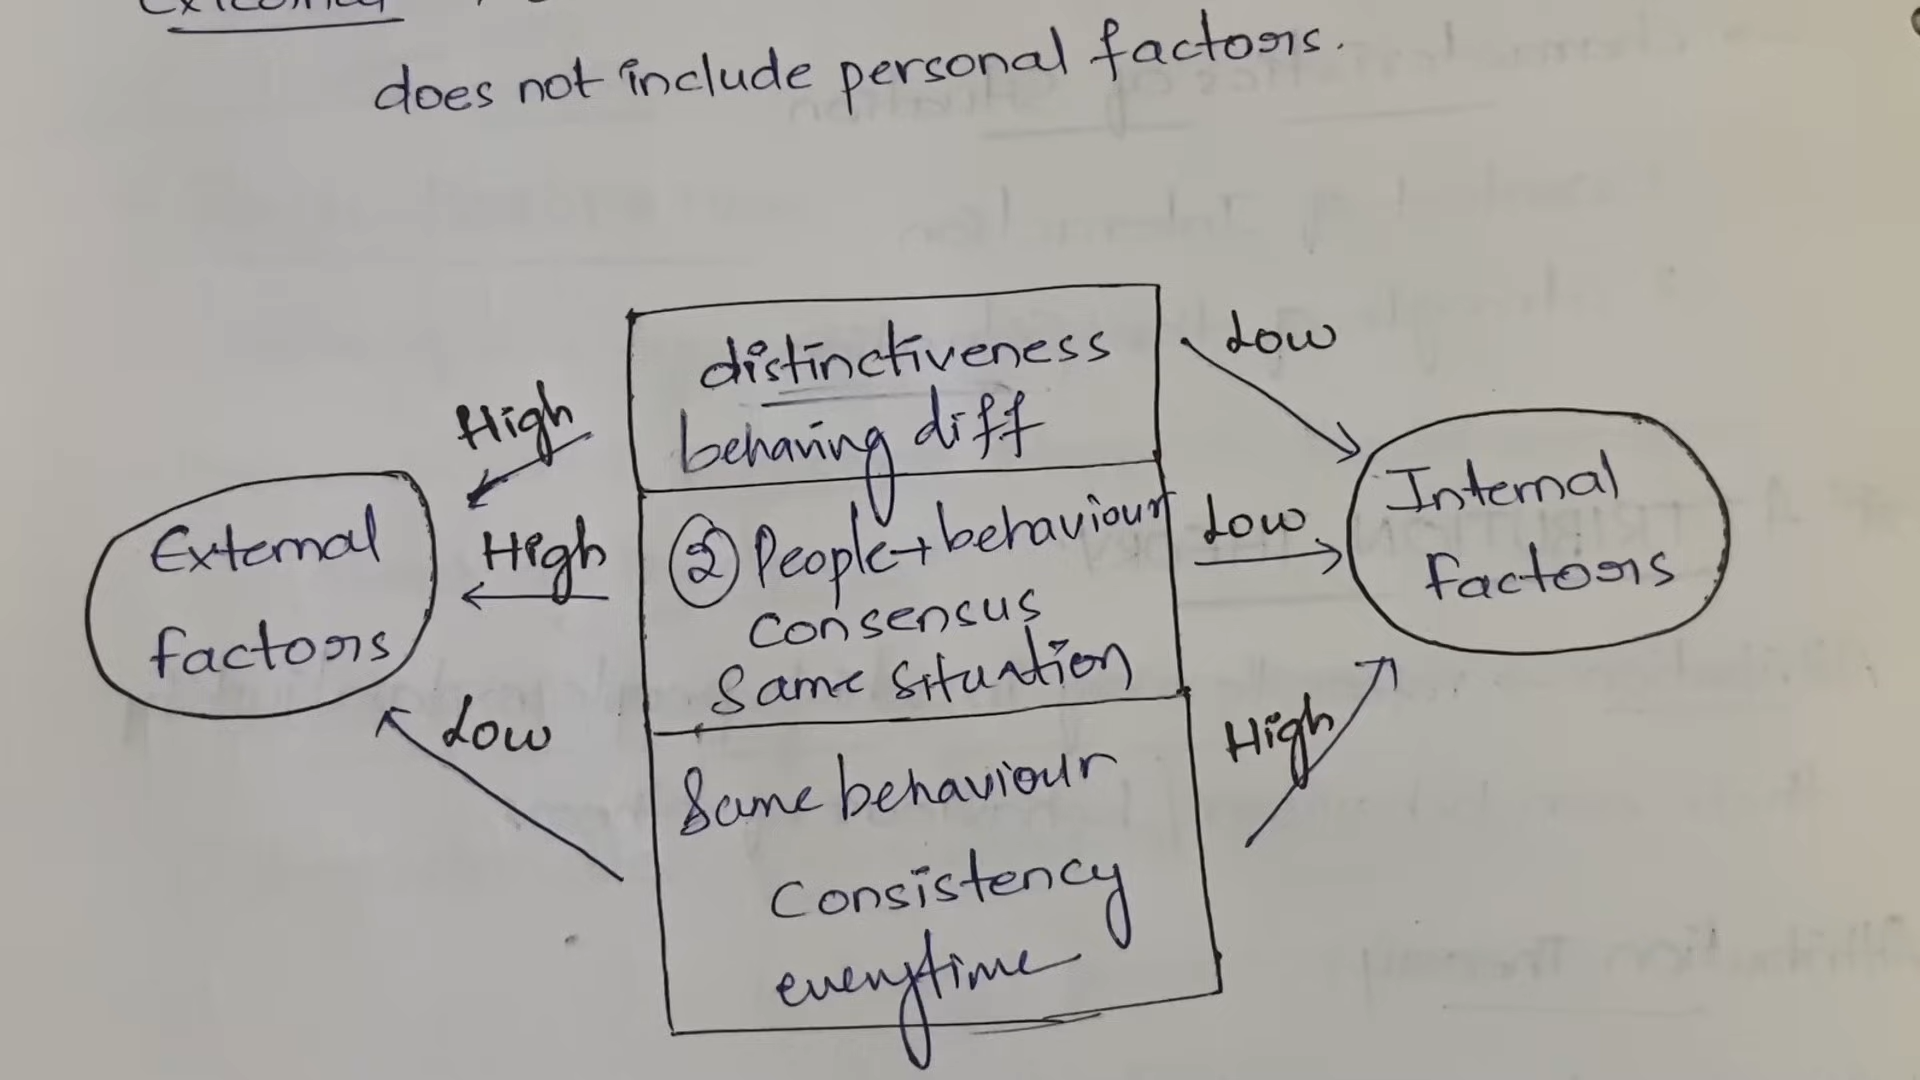 does not include personal factors.
distinctiveness
behaving diff
② People → behaviour
consensus
Same situation
Same behaviour
Consistency
everytime
High
High
Low
External
factors
Low
Low
High
Internal
factors